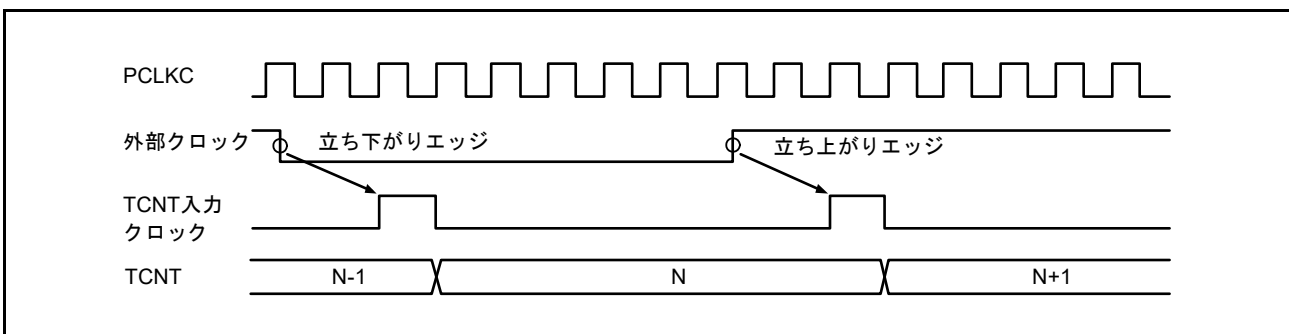 PCLKC
外部クロック
立ち下がりエッジ
立ち上がりエッジ
TCNT入力
クロック
TCNT
N-1
N
N+1